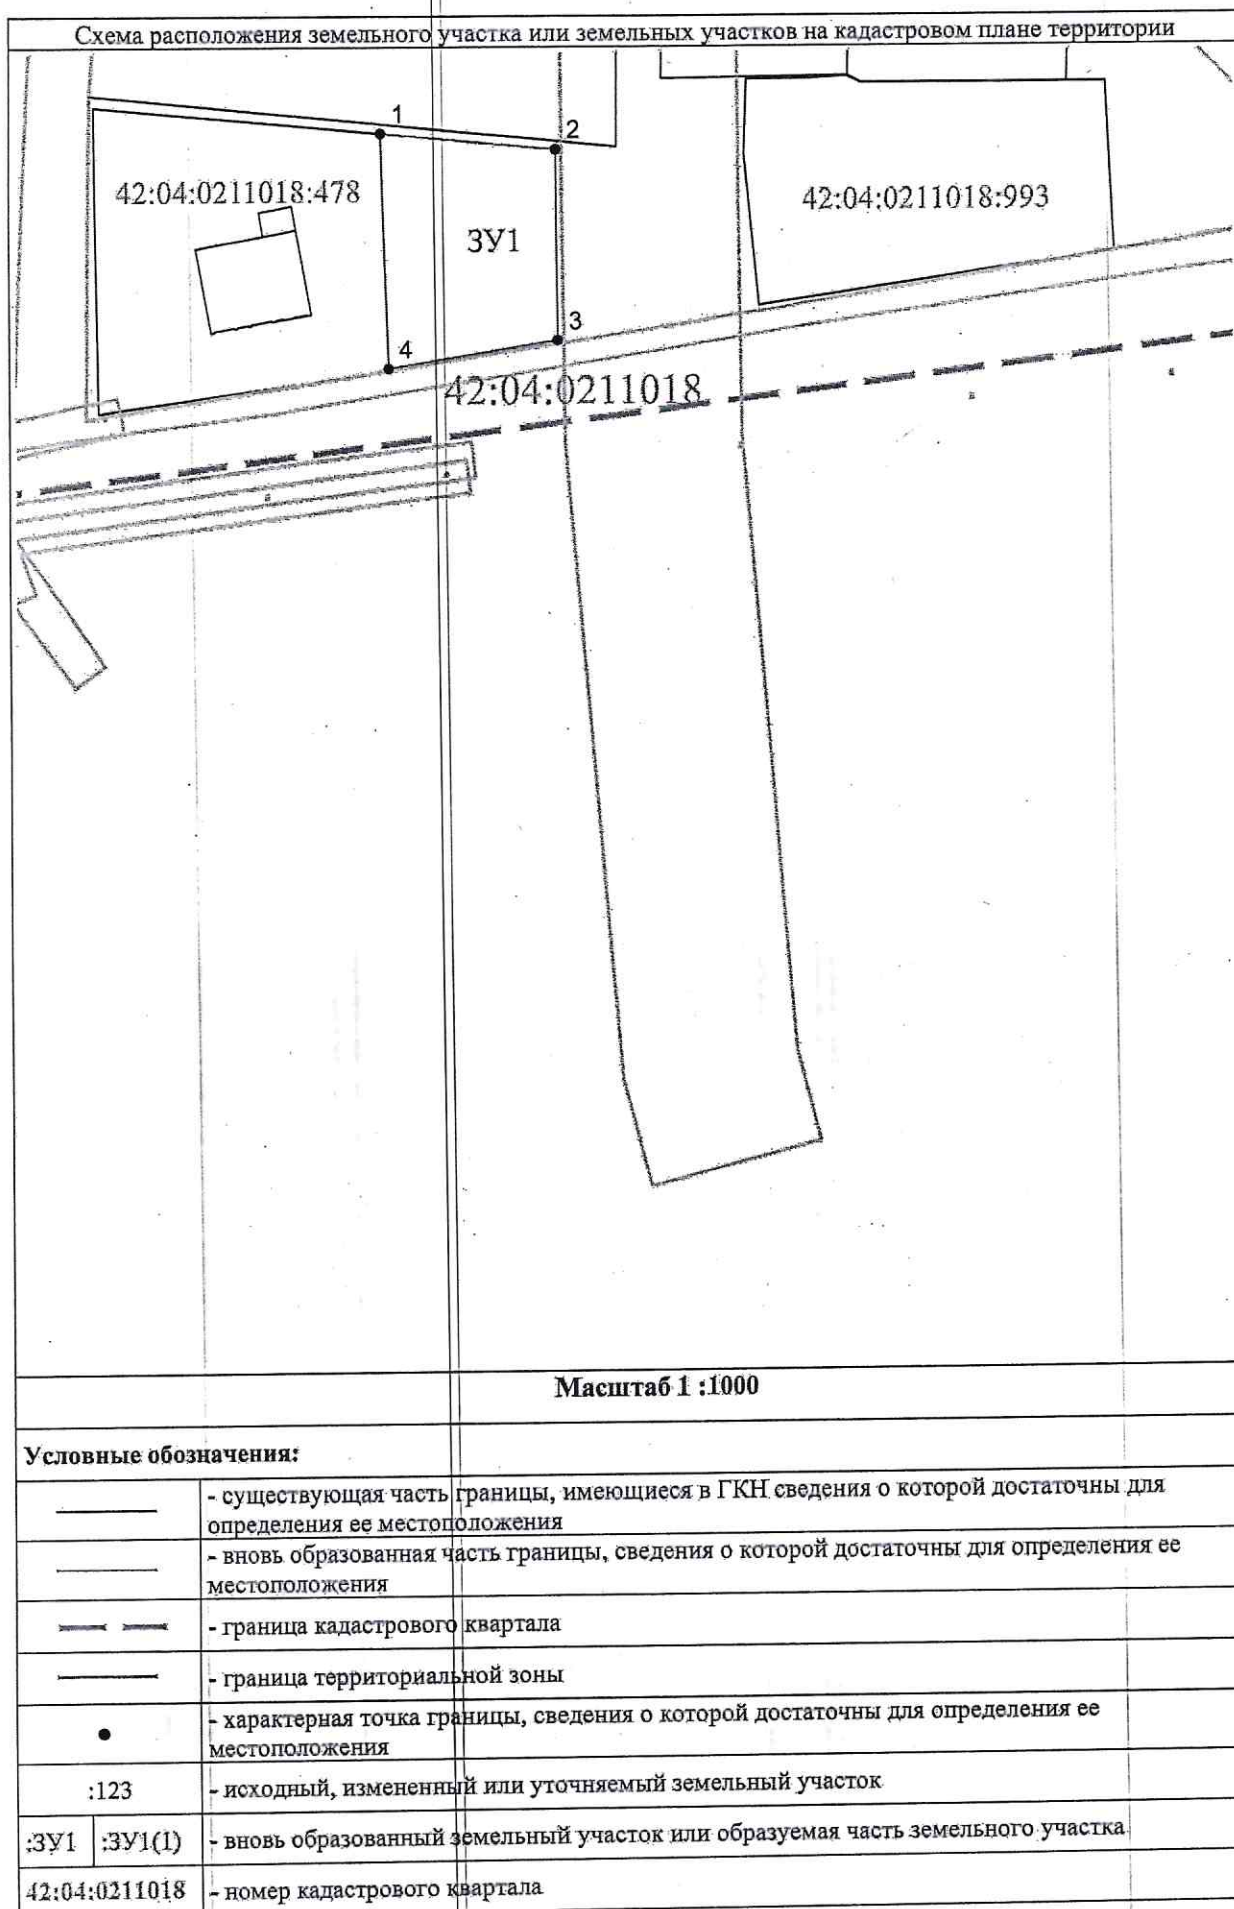 Схема расположения земельного участка или земельных участков на кадастровом плане территории
1
2
42:04:0211018:478
42:04:0211018:993
ЗУ1
3
4
42:04:0211018
Масштаб 1 :1000
Условные обозначения:
- существующая часть границы, имеющиеся в ГКН сведения о которой достаточны для
определения ее местоположения
- вновь образованная часть границы, сведения о которой достаточны для определения ее
местоположения
- граница кадастрового квартала
- граница территориальной зоны
- характерная точка границы, сведения о которой достаточны для определения ее
местоположения
:123 - исходный, измененный или уточняемый земельный участок
:ЗУ1 :ЗУ1(1) - вновь образованный земельный участок или образуемая часть земельного участка
42:04:0211018 - номер кадастрового квартала